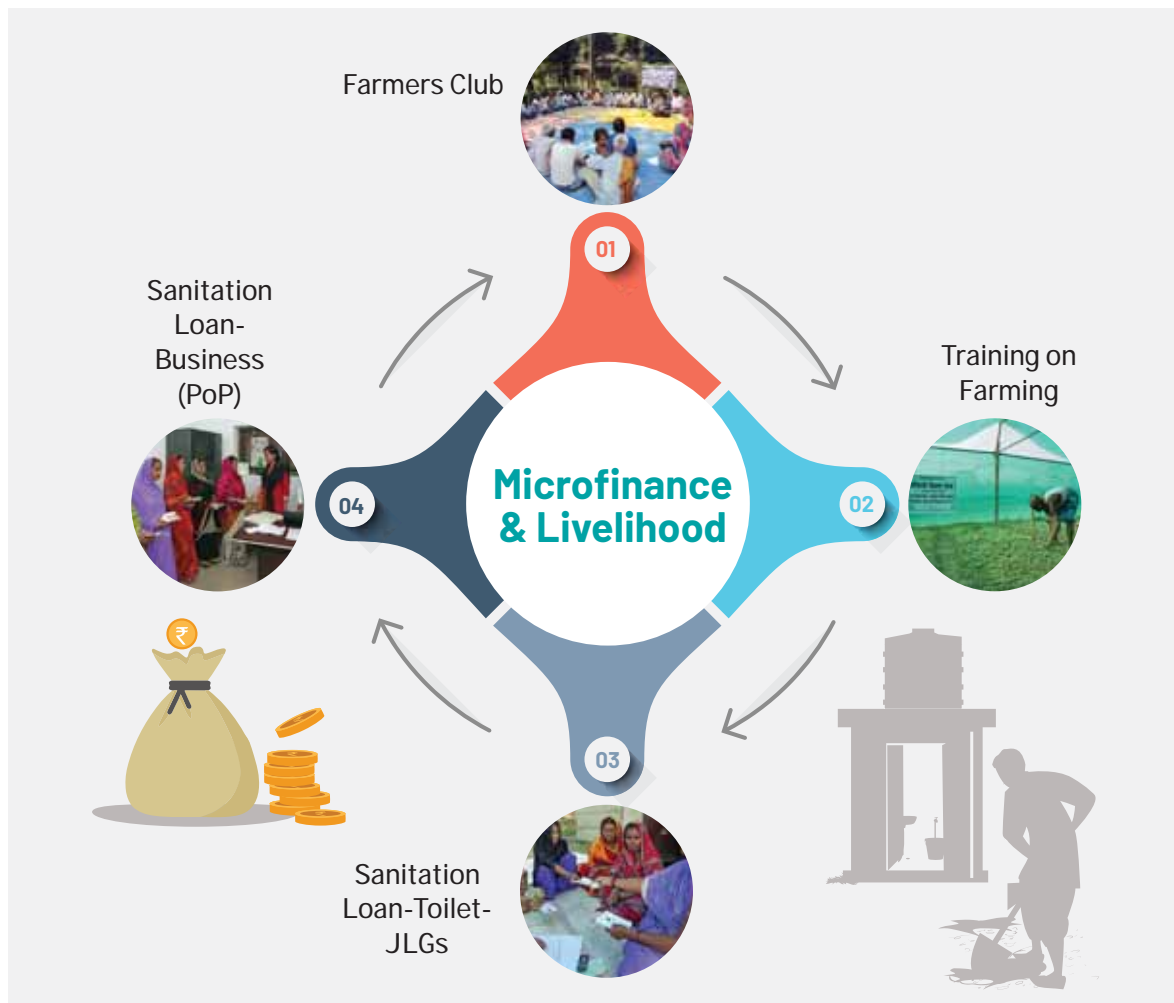 Farmers Club
01
Sanitation
Loan-
Business
(PoP)
Training on
Farming
04
Microfinance
& Livelihood
02
₹
03
Sanitation
Loan-Toilet-
JLGs